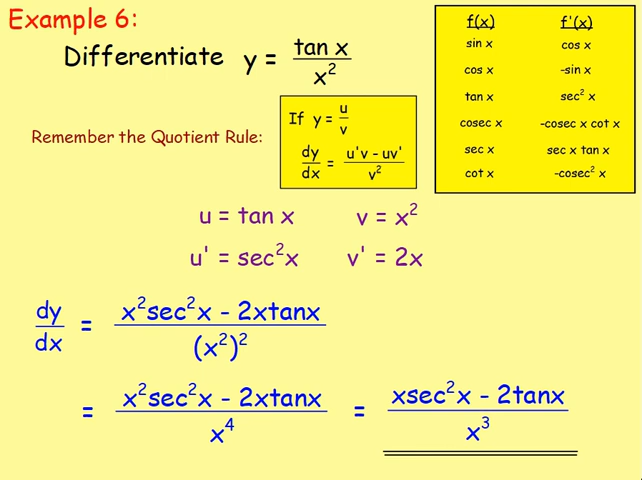 Example 6:
Differentiate y = tan x / x²
f(x) f'(x)
sin x cos x
cos x -sin x
tan x sec² x
cosec x -cosec x cot x
sec x sec x tan x
cot x -cosec² x
Remember the Quotient Rule:
If y = u/v
dy/dx = u'v - uv' / v²
u = tan x v = x²
u' = sec²x v' = 2x
dy/dx = x²sec²x - 2xtanx / (x²)²
= x²sec²x - 2xtanx / x⁴ = xsec²x - 2tanx / x³